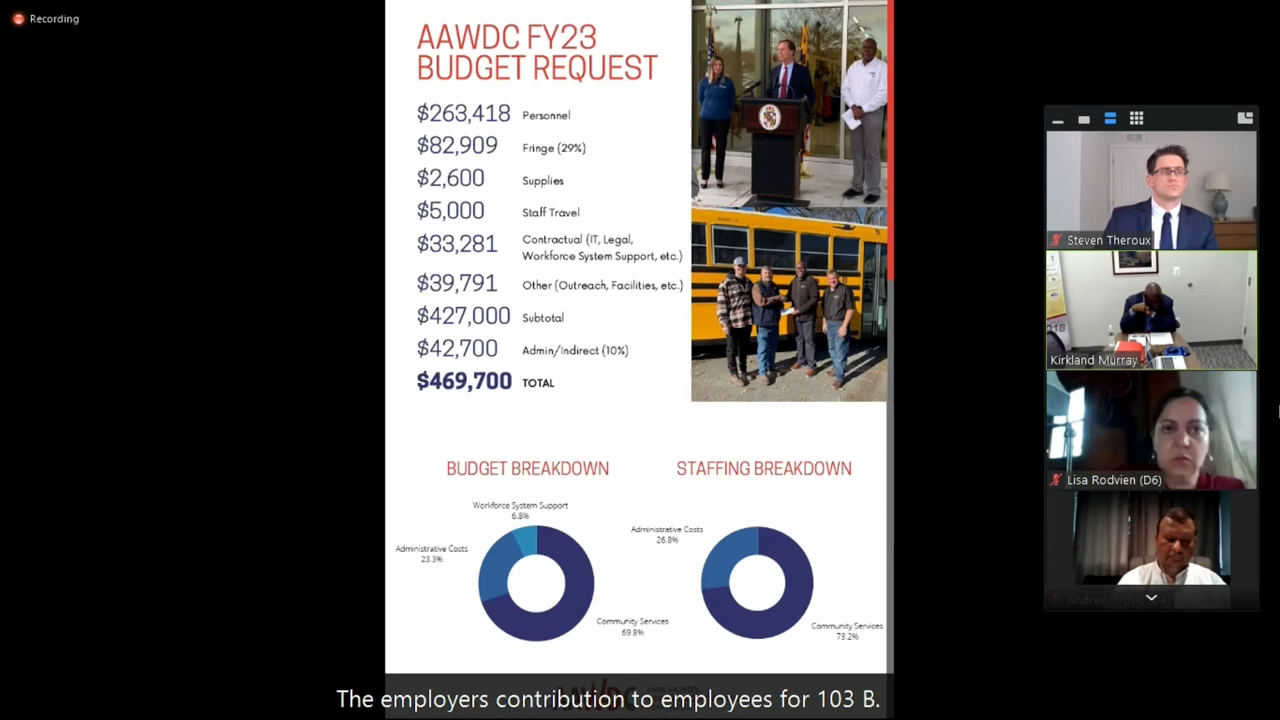 Recording
AAWDC FY23
BUDGET REQUEST
$263,418 Personnel
$82,909 Fringe (29%)
$2,600 Supplies
$5,000 Staff Travel
$33,281 Contractual (IT, Legal,
Workforce System Support, etc.)
$39,791 Other (Outreach, Facilities, etc.)
$427,000 Subtotal
$42,700 Admin/Indirect (10%)
$469,700 TOTAL
BUDGET BREAKDOWN
Workforce System Support
6.8%
Administrative Costs
23.3%
Community Services
69.8%
STAFFING BREAKDOWN
Administrative Costs
26.8%
Community Services
73.2%
The employers contribution to employees for 103 B.
Steven Theroux
Kirkland Murray
Lisa Rodvien (D6)
Andrew